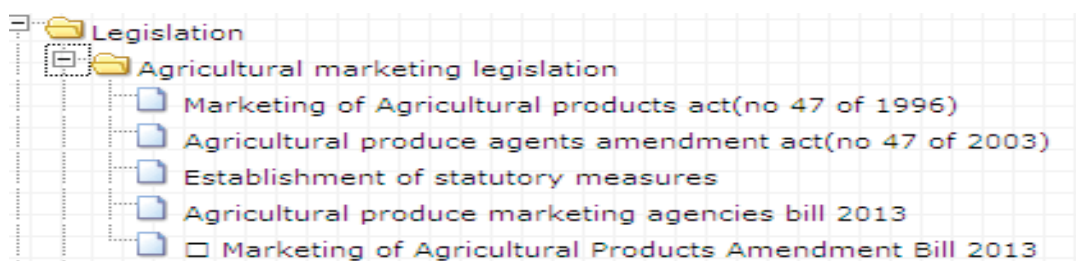 Legislation
Agricultural marketing legislation
Marketing of Agricultural products act(no 47 of 1996)
Agricultural produce agents amendment act(no 47 of 2003)
Establishment of statutory measures
Agricultural produce marketing agencies bill 2013
□ Marketing of Agricultural Products Amendment Bill 2013